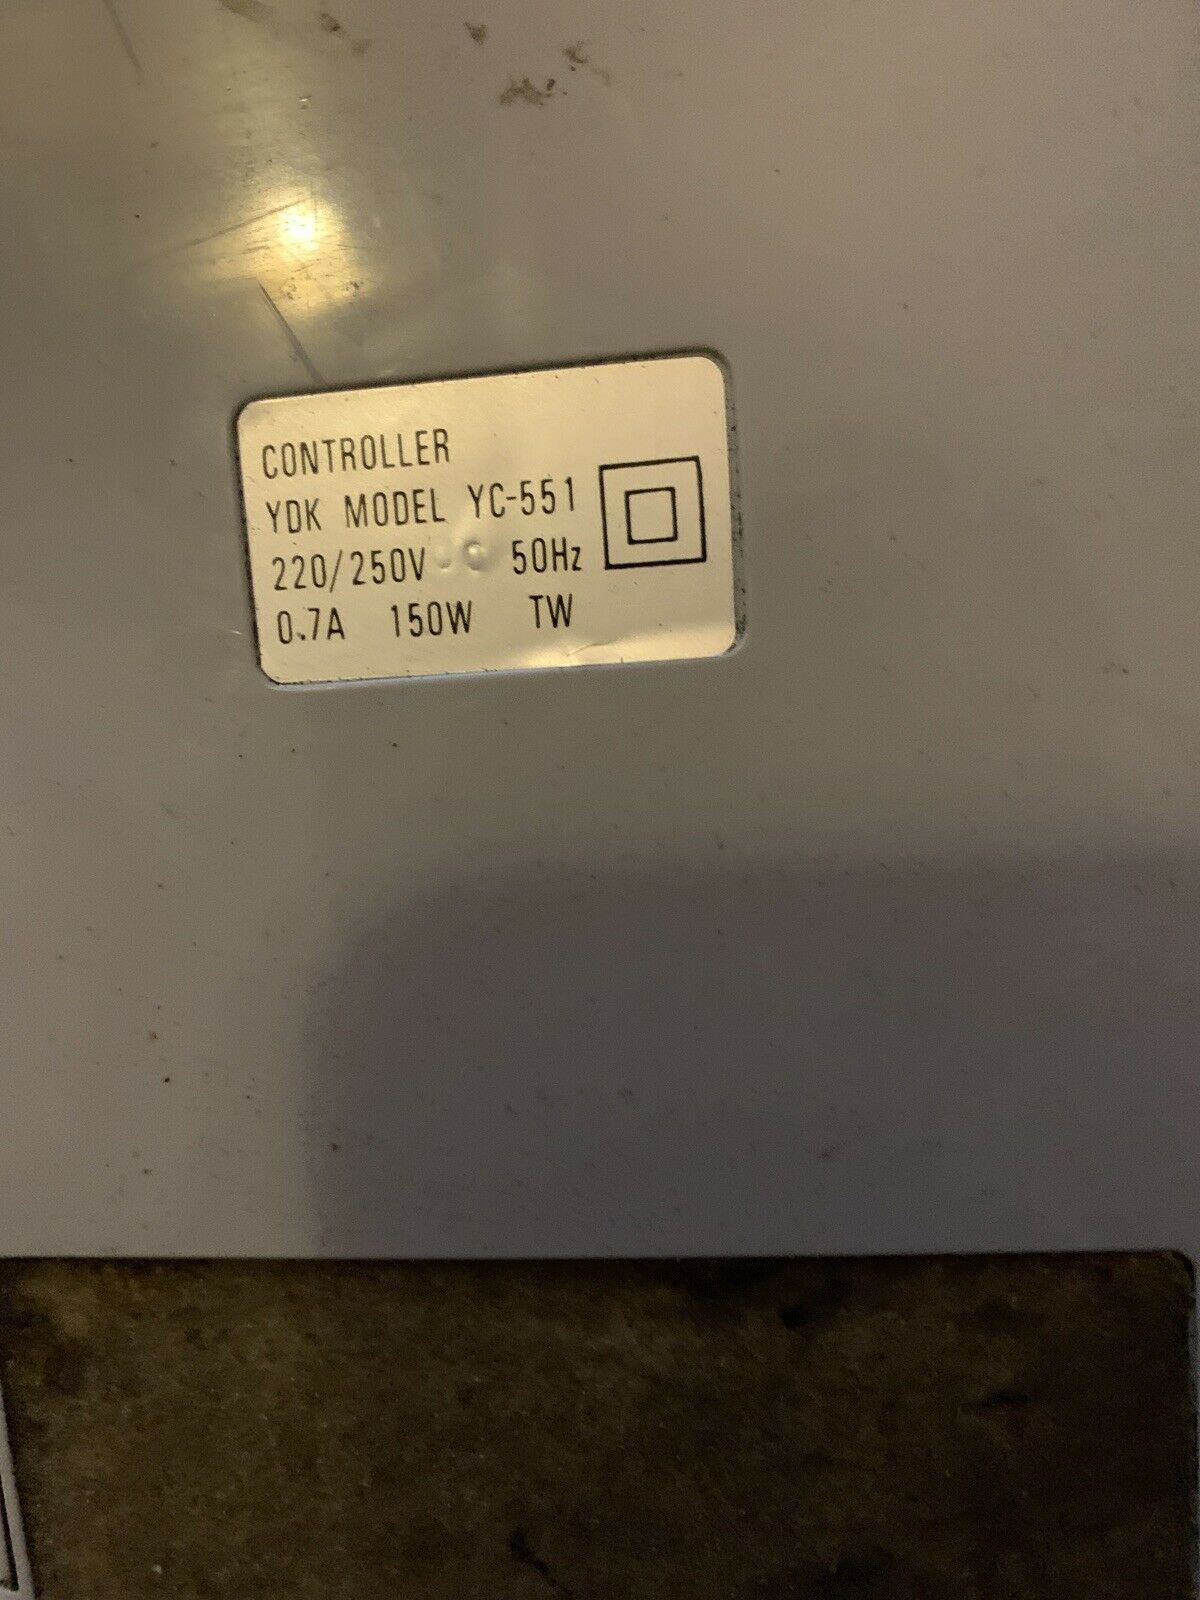 CONTROLLER
YDK MODEL YC-551
220/250V 50Hz
0.7A 150W TW